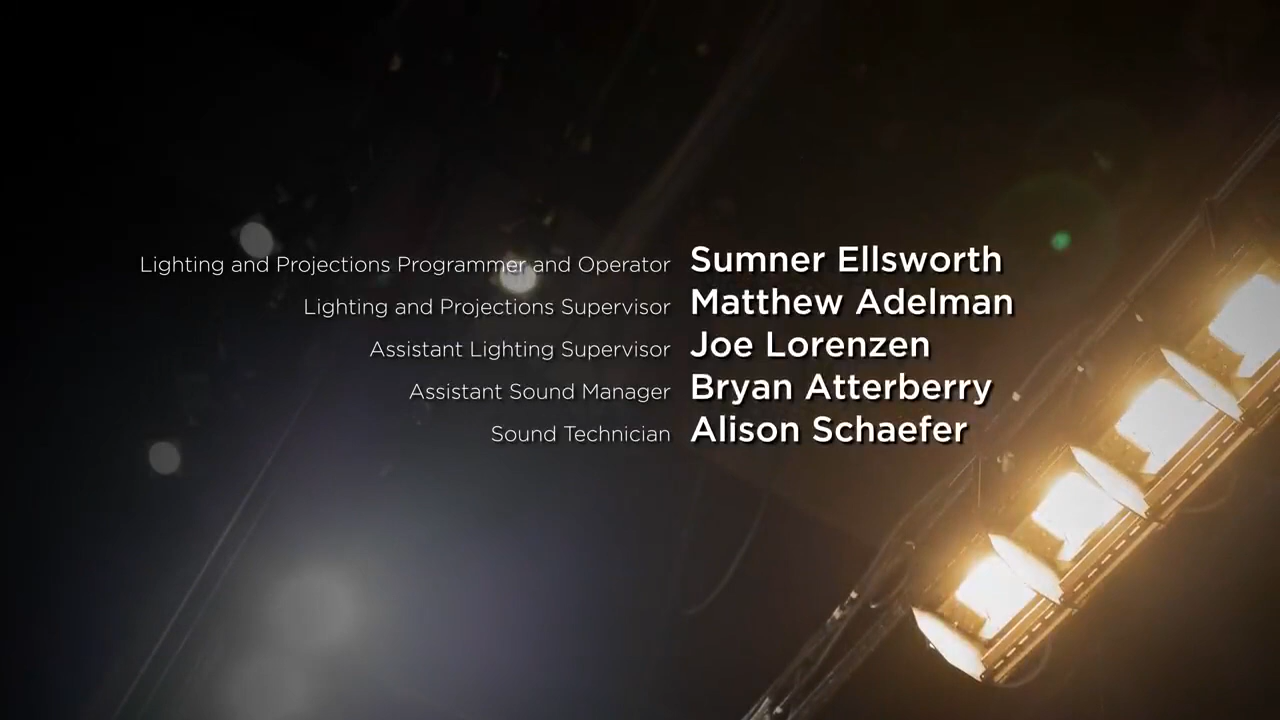 Lighting and Projections Programmer and Operator Sumner Ellsworth
Lighting and Projections Supervisor Matthew Adelman
Assistant Lighting Supervisor Joe Lorenzen
Assistant Sound Manager Bryan Atterberry
Sound Technician Alison Schaefer